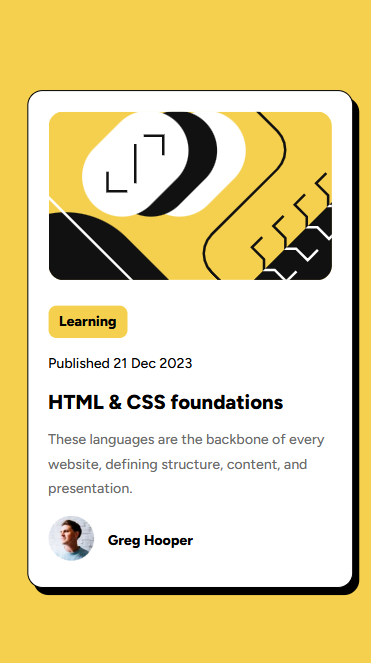 Learning
Published 21 Dec 2023
HTML & CSS foundations
These languages are the backbone of every
website, defining structure, content, and
presentation.
Greg Hooper